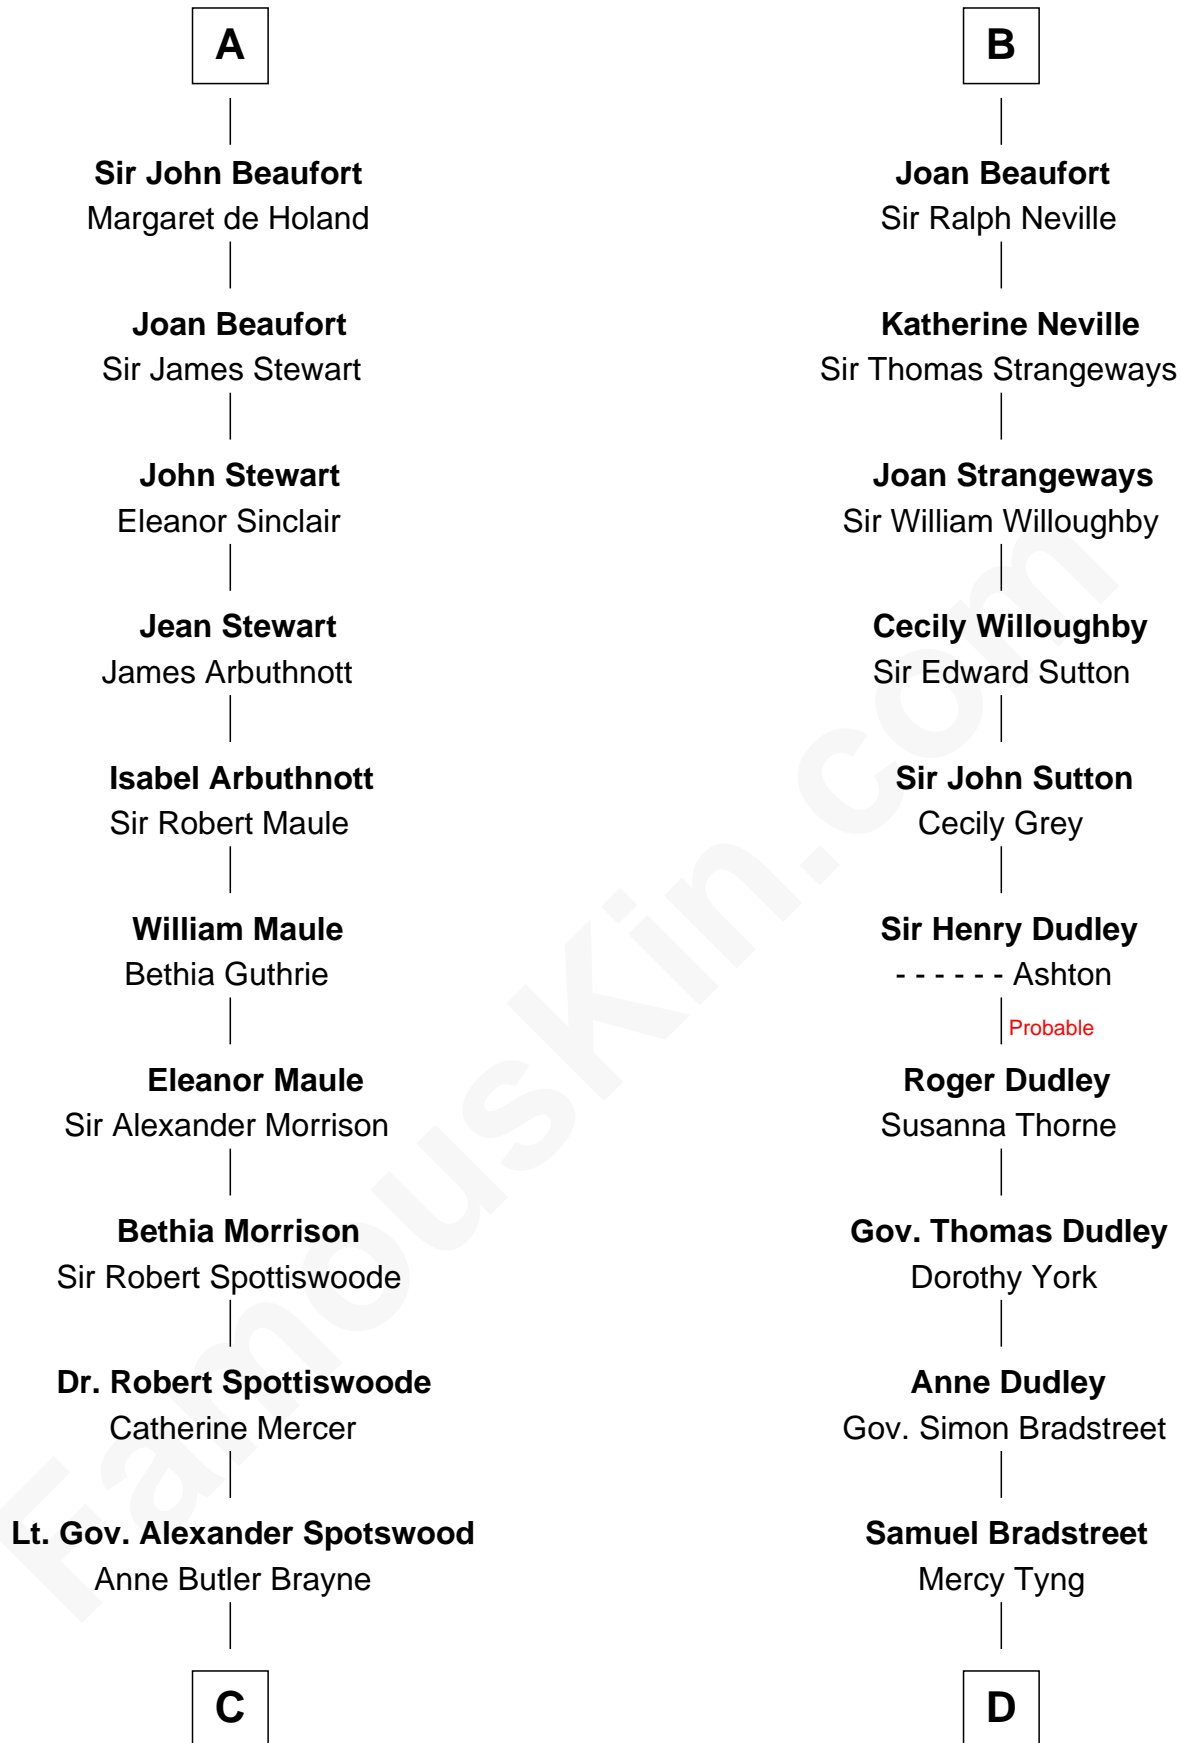 A
Sir John Beaufort
Margaret de Holand
Joan Beaufort
Sir James Stewart
John Stewart
Eleanor Sinclair
Jean Stewart
James Arbuthnott
Isabel Arbuthnott
Sir Robert Maule
William Maule
Bethia Guthrie
Eleanor Maule
Sir Alexander Morrison
Bethia Morrison
Sir Robert Spottiswoode
Dr. Robert Spottiswoode
Catherine Mercer
Lt. Gov. Alexander Spotswood
Anne Butler Brayne
C
B
Joan Beaufort
Sir Ralph Neville
Katherine Neville
Sir Thomas Strangeways
Joan Strangeways
Sir William Willoughby
Cecily Willoughby
Sir Edward Sutton
Sir John Sutton
Cecily Grey
Sir Henry Dudley
- - - - - - Ashton
Probable
Roger Dudley
Susanna Thorne
Gov. Thomas Dudley
Dorothy York
Anne Dudley
Gov. Simon Bradstreet
Samuel Bradstreet
Mercy Tyng
D
FamousKin.com